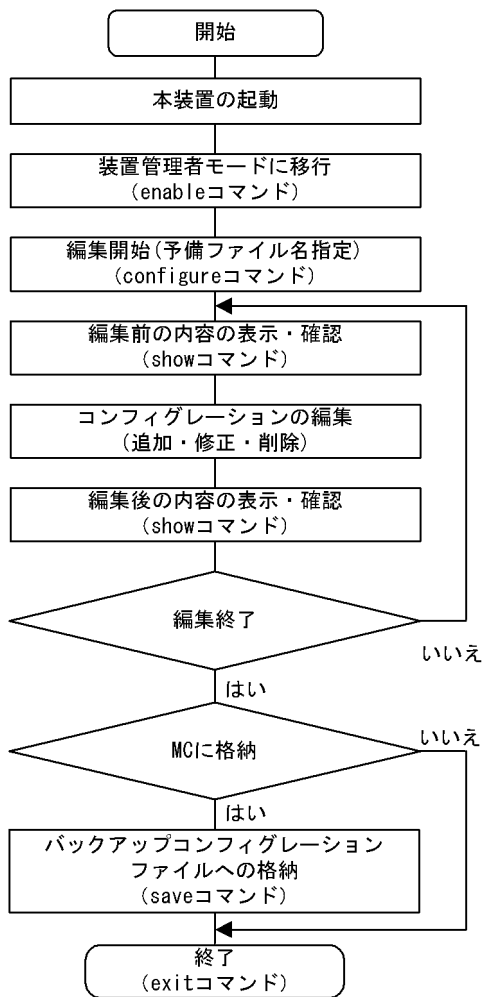 開始
本装置の起動
装置管理者モードに移行
(enableコマンド)
編集開始(予備ファイル名指定)
(configureコマンド)
編集前の内容の表示・確認
(showコマンド)
コンフィグレーションの編集
(追加・修正・削除)
編集後の内容の表示・確認
(showコマンド)
編集終了
いいえ
はい
MCに格納
いいえ
はい
バックアップコンフィグレーション
ファイルへの格納
(saveコマンド)
終了
(exitコマンド)